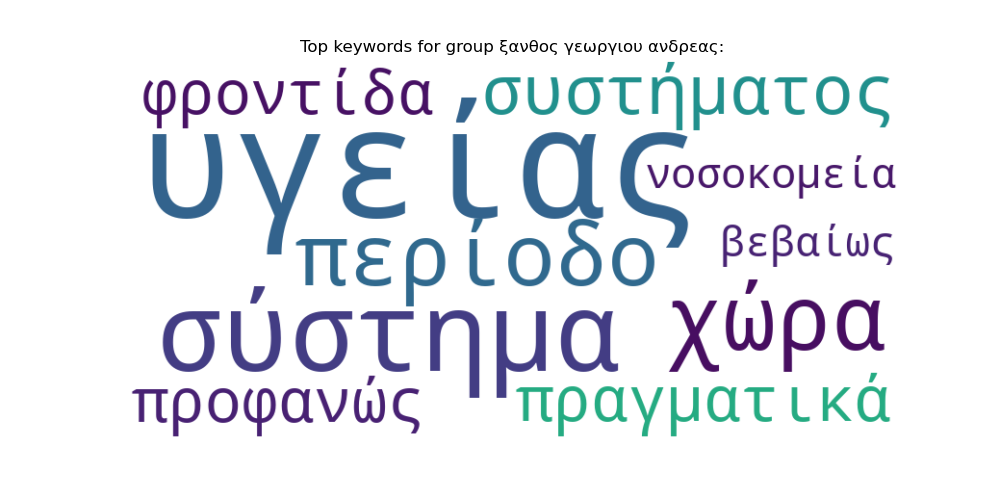 Top keywords for group ξανθος γεωργιου ανδρεας:
φροντίδα συστήματος
υγείας νοσοκομεία
περίοδο βεβαίως
σύστημα χώρα
προφανώς πραγματικά